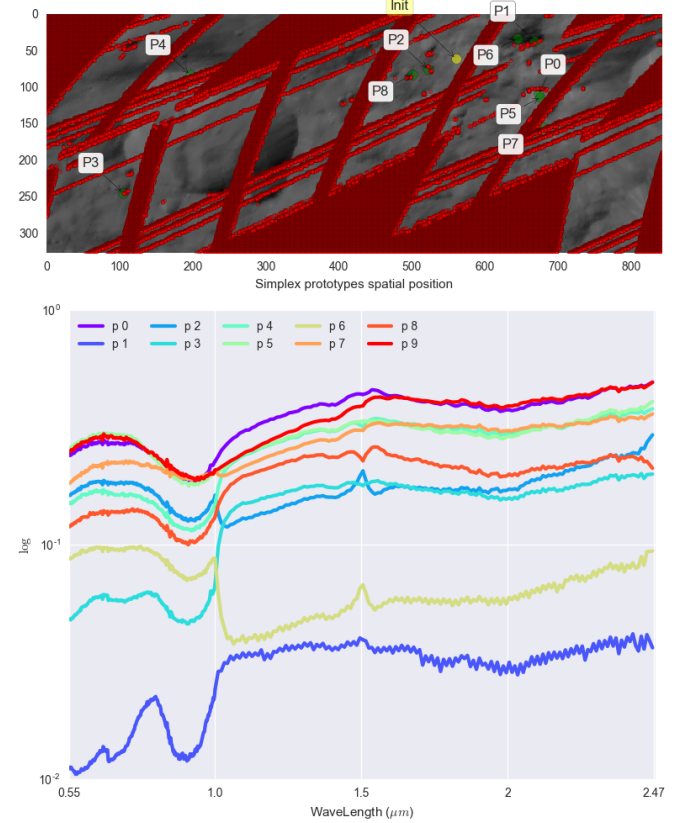 Init
P1
0
P2
P4
P6
50
P0
P8
100
P5
150
P7
P3
200
250
300
0 100 200 300 400 500 600 700 800
Simplex prototypes spatial position
10^0
p 0 p 2 p 4 p 6 p 8
p 1 p 3 p 5 p 7 p 9
log
10^-1
10^-2
0.55 1.0 1.5 2 2.47
WaveLength (μm)